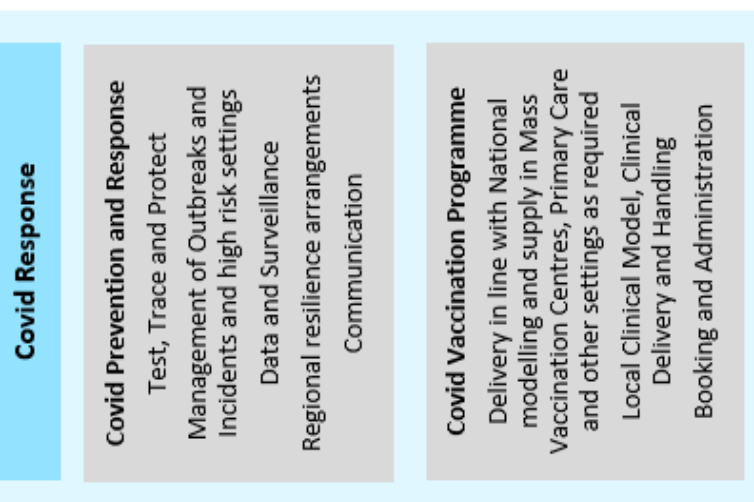 Covid Response
Covid Prevention and Response
Test, Trace and Protect
Management of Outbreaks and
Incidents and high risk settings
Data and Surveillance
Regional resilience arrangements
Communication
Covid Vaccination Programme
Delivery in line with National
modelling and supply in Mass
Vaccination Centres, Primary Care
and other settings as required
Local Clinical Model, Clinical
Delivery and Handling
Booking and Administration